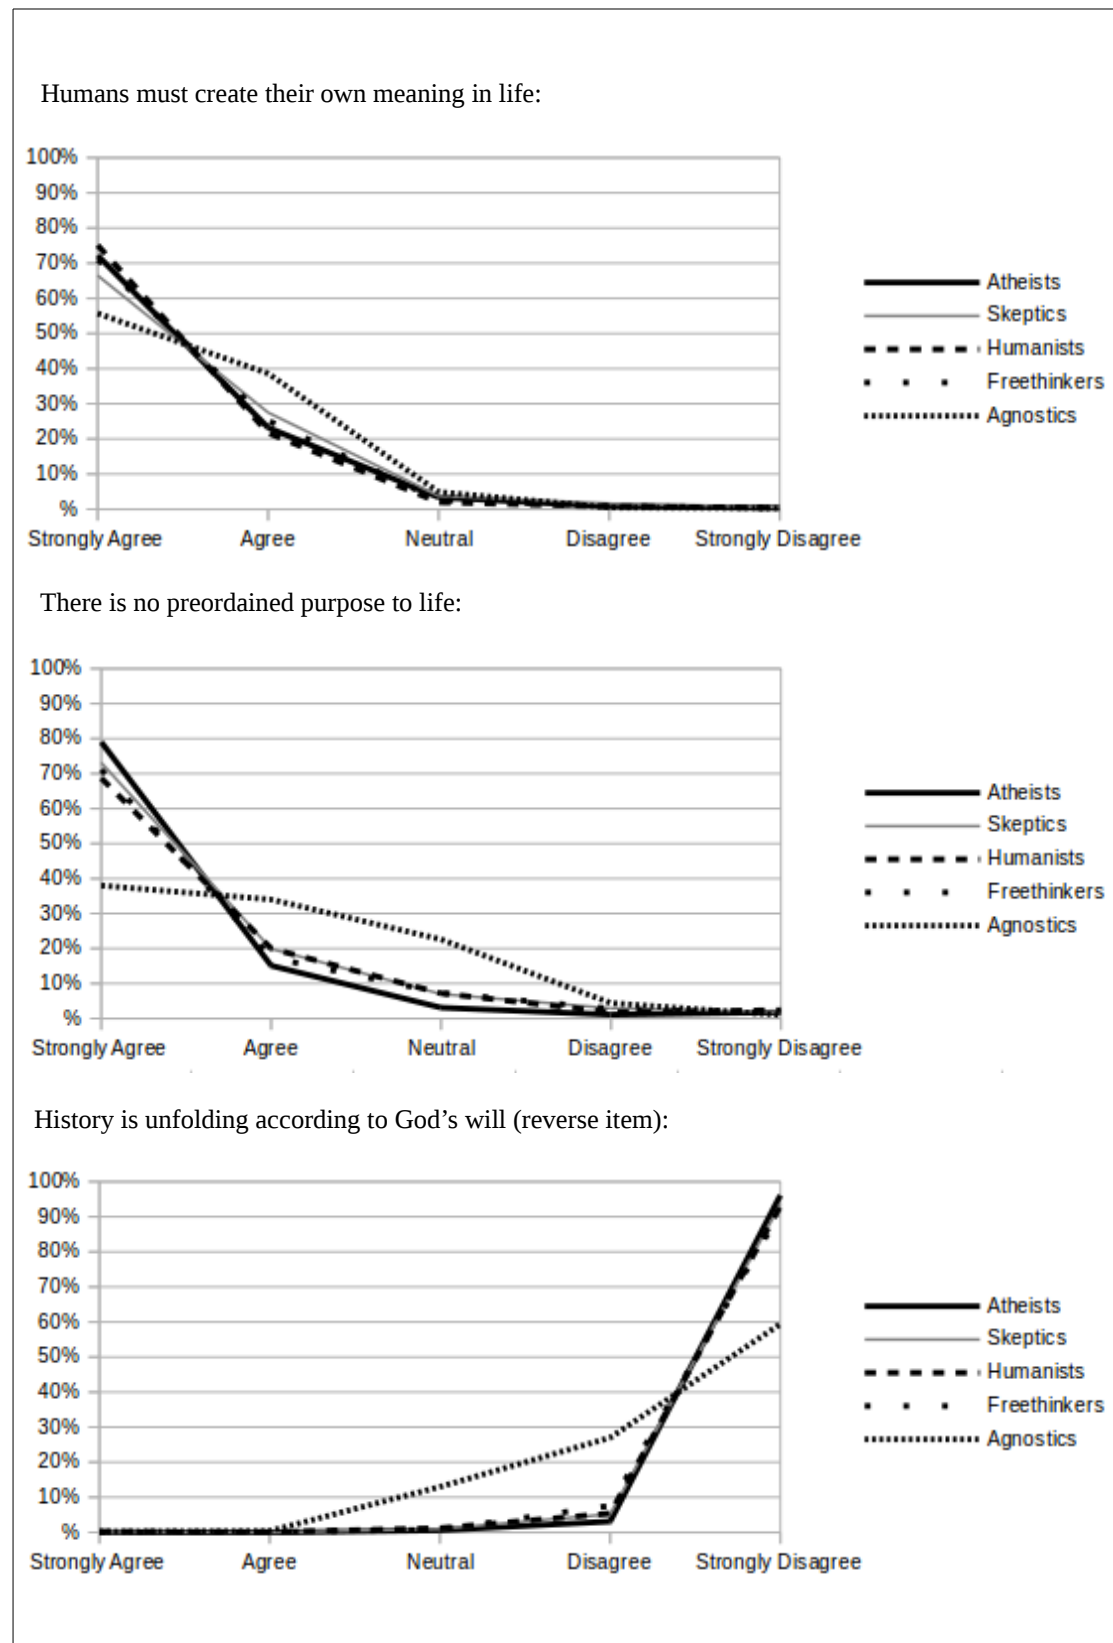 Humans must create their own meaning in life:
100%
90%
80%
70%
60%
50%
40%
30%
20%
10%
%
Strongly Agree Agree Neutral Disagree Strongly Disagree
Atheists
Skeptics
Humanists
Freethinkers
Agnostics
There is no preordained purpose to life:
100%
90%
80%
70%
60%
50%
40%
30%
20%
10%
%
Strongly Agree Agree Neutral Disagree Strongly Disagree
Atheists
Skeptics
Humanists
Freethinkers
Agnostics
History is unfolding according to God’s will (reverse item):
100%
90%
80%
70%
60%
50%
40%
30%
20%
10%
%
Strongly Agree Agree Neutral Disagree Strongly Disagree
Atheists
Skeptics
Humanists
Freethinkers
Agnostics